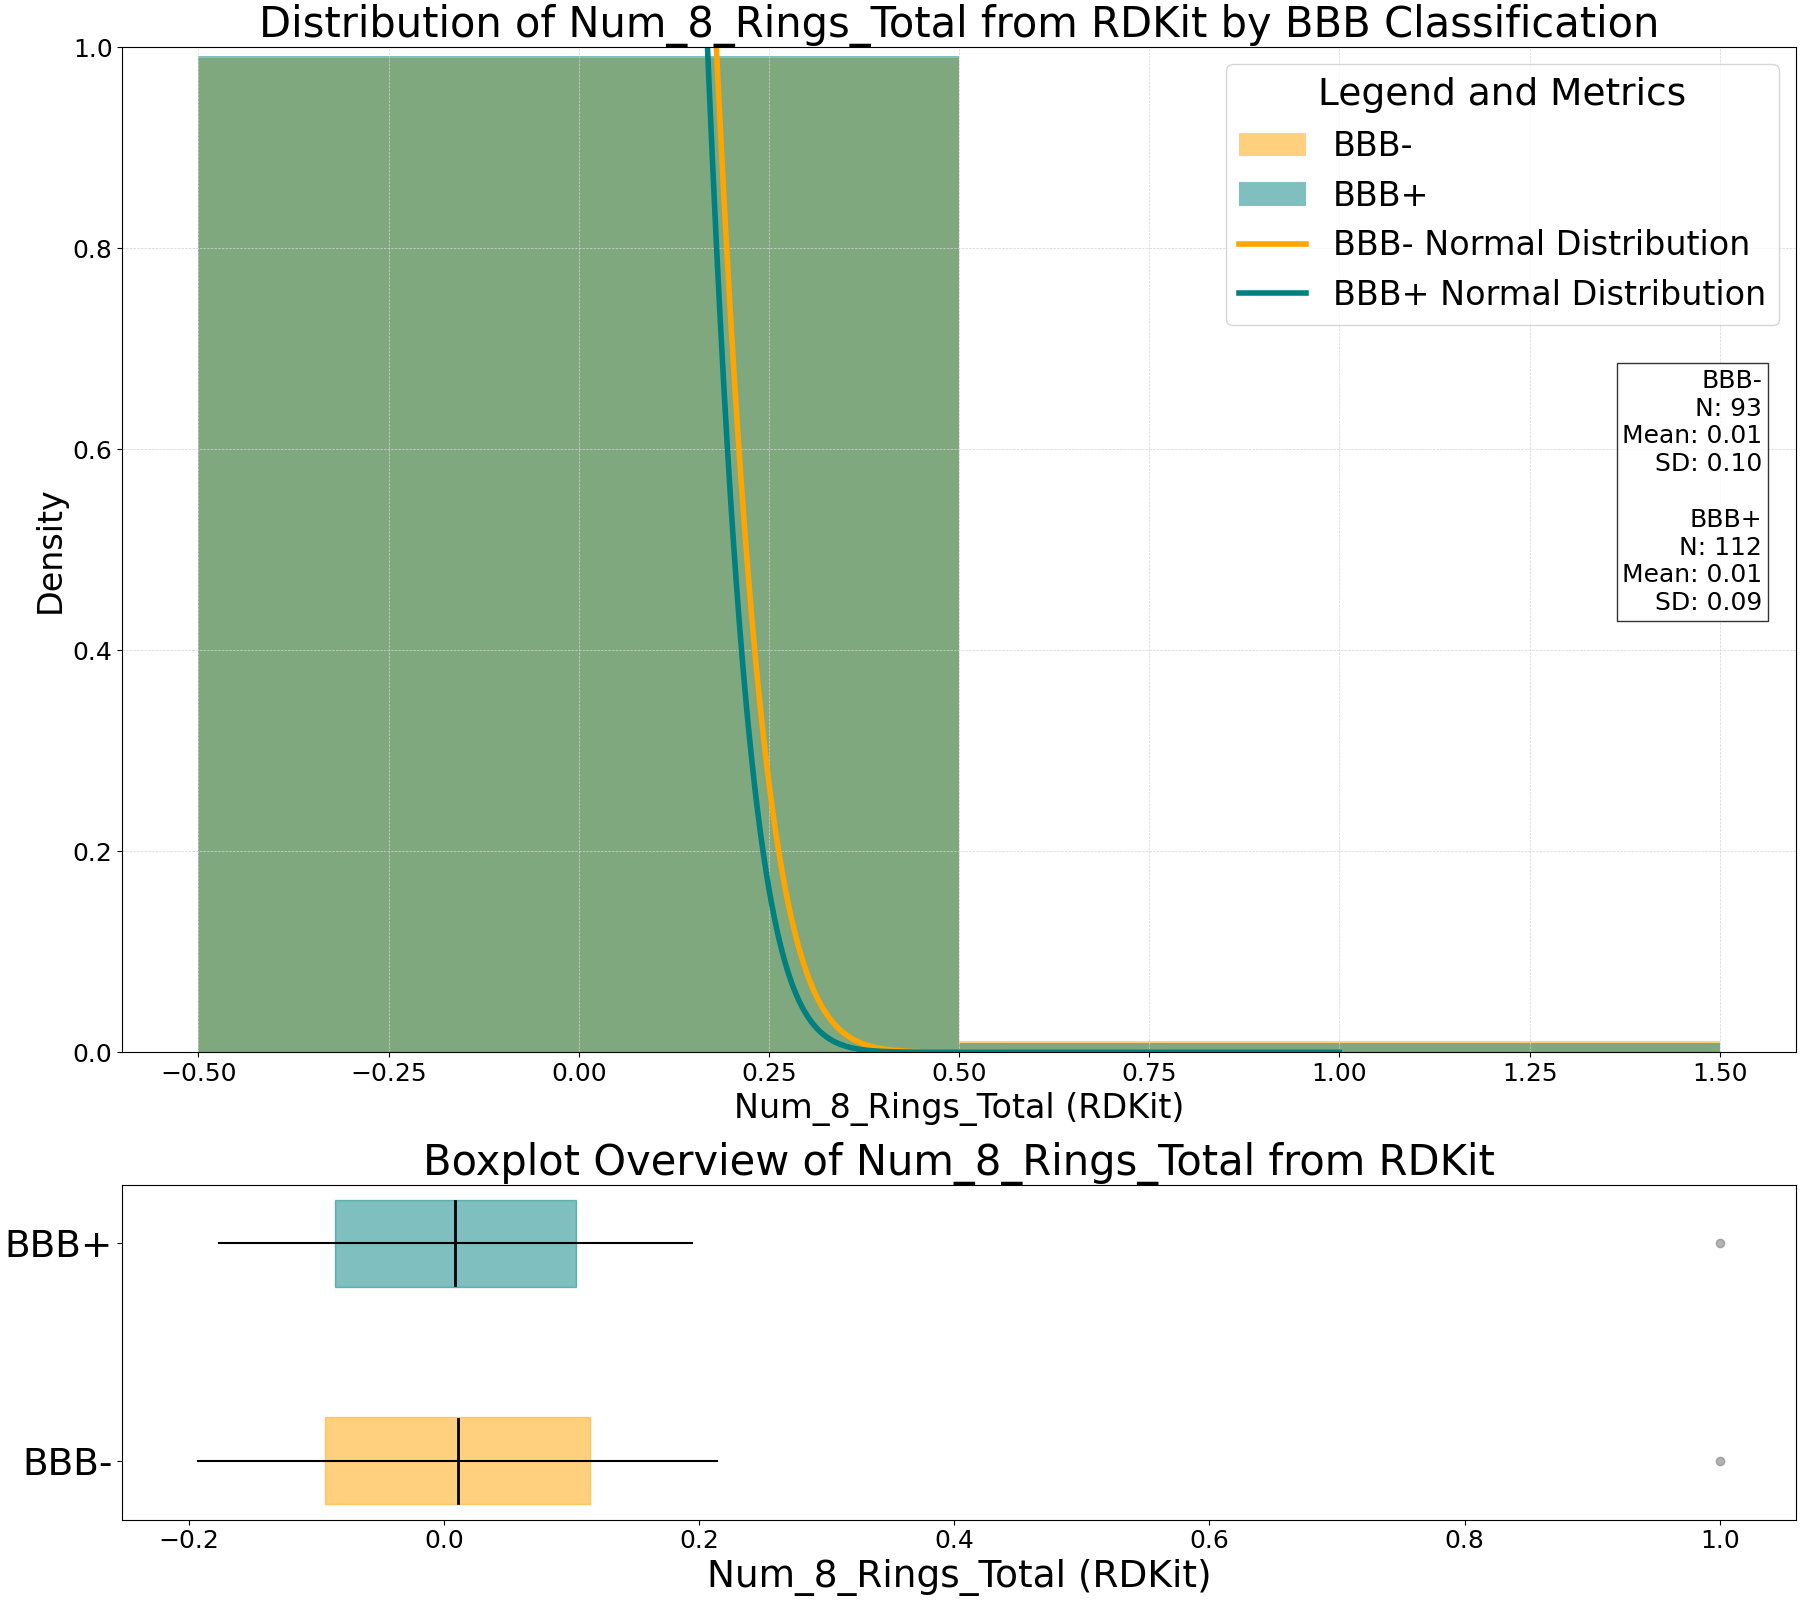 Distribution of Num_8_Rings_Total from RDKit by BBB Classification
1.0
0.8
0.6
0.4
0.2
0.0
Density
Legend and Metrics
BBB-
BBB+
BBB- Normal Distribution
BBB+ Normal Distribution
BBB-
N: 93
Mean: 0.01
SD: 0.10
BBB+
N: 112
Mean: 0.01
SD: 0.09
−0.50 −0.25 0.00 0.25 0.50 0.75 1.00 1.25 1.50
Num_8_Rings_Total (RDKit)
Boxplot Overview of Num_8_Rings_Total from RDKit
BBB+
BBB-
−0.2 0.0 0.2 0.4 0.6 0.8 1.0
Num_8_Rings_Total (RDKit)